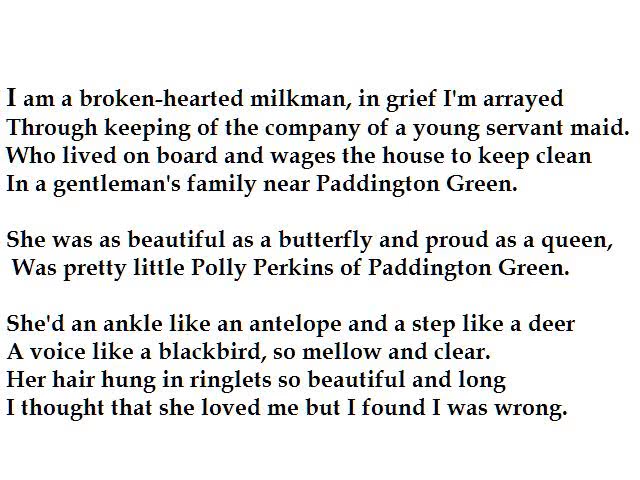 I am a broken-hearted milkman, in grief I'm arrayed
Through keeping of the company of a young servant maid.
Who lived on board and wages the house to keep clean
In a gentleman's family near Paddington Green.
She was as beautiful as a butterfly and proud as a queen,
Was pretty little Polly Perkins of Paddington Green.
She'd an ankle like an antelope and a step like a deer
A voice like a blackbird, so mellow and clear.
Her hair hung in ringlets so beautiful and long
I thought that she loved me but I found I was wrong.